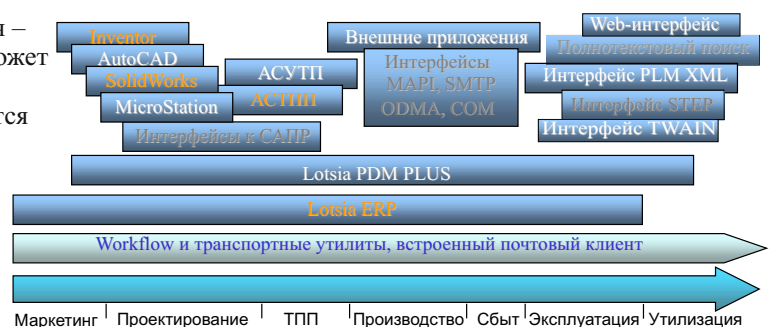 я –
ожет
тся
Inventor
AutoCAD
SolidWorks
MicroStation
Интерфейсы к САПР
АСУТП
АСТПП
Внешние приложения
Интерфейсы
MAPI, SMTP
ODMA, COM
Web-интерфейс
Полнотекстовый поиск
Интерфейс PLM XML
Интерфейс STEP
Интерфейс TWAIN
Lotsia PDM PLUS
Lotsia ERP
Workflow и транспортные утилиты, встроенный почтовый клиент
Маркетинг Проектирование ТПП Производство Сбыт Эксплуатация Утилизация